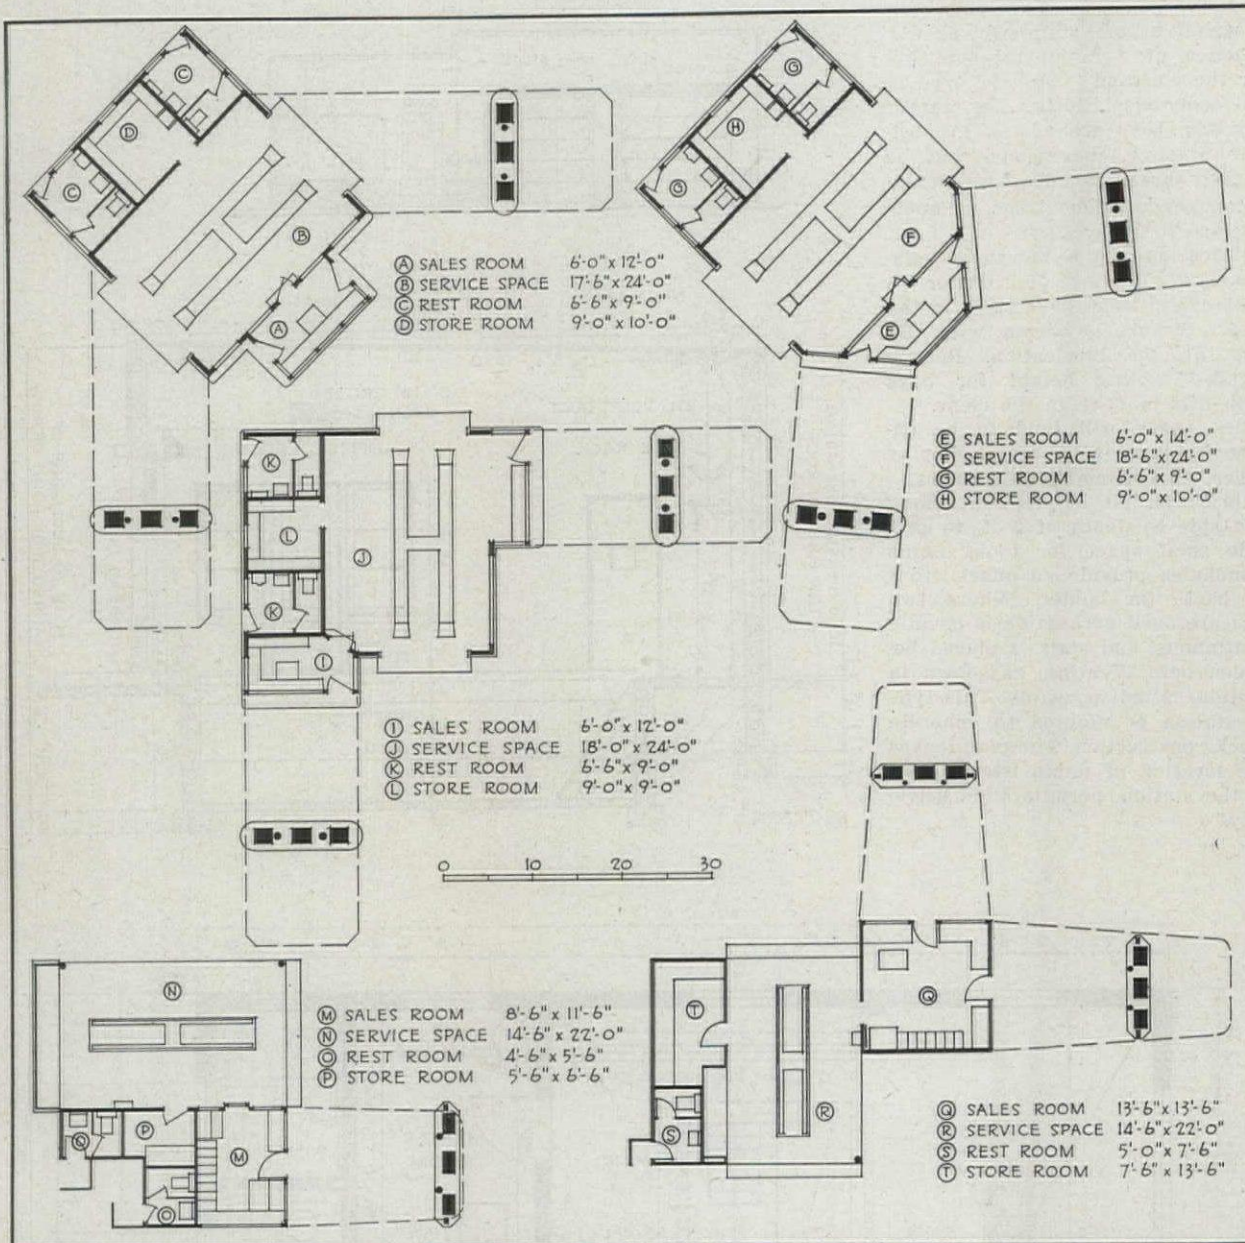 C
G
D
H
C
G
B
F
A
E
Ⓐ SALES ROOM 6'-0" x 12'-0"
Ⓑ SERVICE SPACE 17'-6" x 24'-0"
Ⓒ REST ROOM 6'-6" x 9'-0"
Ⓓ STORE ROOM 9'-0" x 10'-0"
Ⓔ SALES ROOM 6'-0" x 14'-0"
Ⓕ SERVICE SPACE 18'-6" x 24'-0"
Ⓖ REST ROOM 6'-6" x 9'-0"
Ⓗ STORE ROOM 9'-0" x 10'-0"
K
L
J
K
I
Ⓘ SALES ROOM 6'-0" x 12'-0"
Ⓙ SERVICE SPACE 18'-0" x 24'-0"
Ⓚ REST ROOM 6'-6" x 9'-0"
Ⓛ STORE ROOM 9'-0" x 9'-0"
0 10 20 30
N
O
P
M
O
Ⓜ SALES ROOM 8'-6" x 11'-6"
Ⓝ SERVICE SPACE 14'-6" x 22'-0"
Ⓞ REST ROOM 4'-6" x 5'-6"
Ⓟ STORE ROOM 5'-6" x 6'-6"
T
Q
S
R
Ⓠ SALES ROOM 13'-6" x 13'-6"
Ⓡ SERVICE SPACE 14'-6" x 22'-0"
Ⓢ REST ROOM 5'-0" x 7'-6"
Ⓣ STORE ROOM 7'-6" x 13'-6"